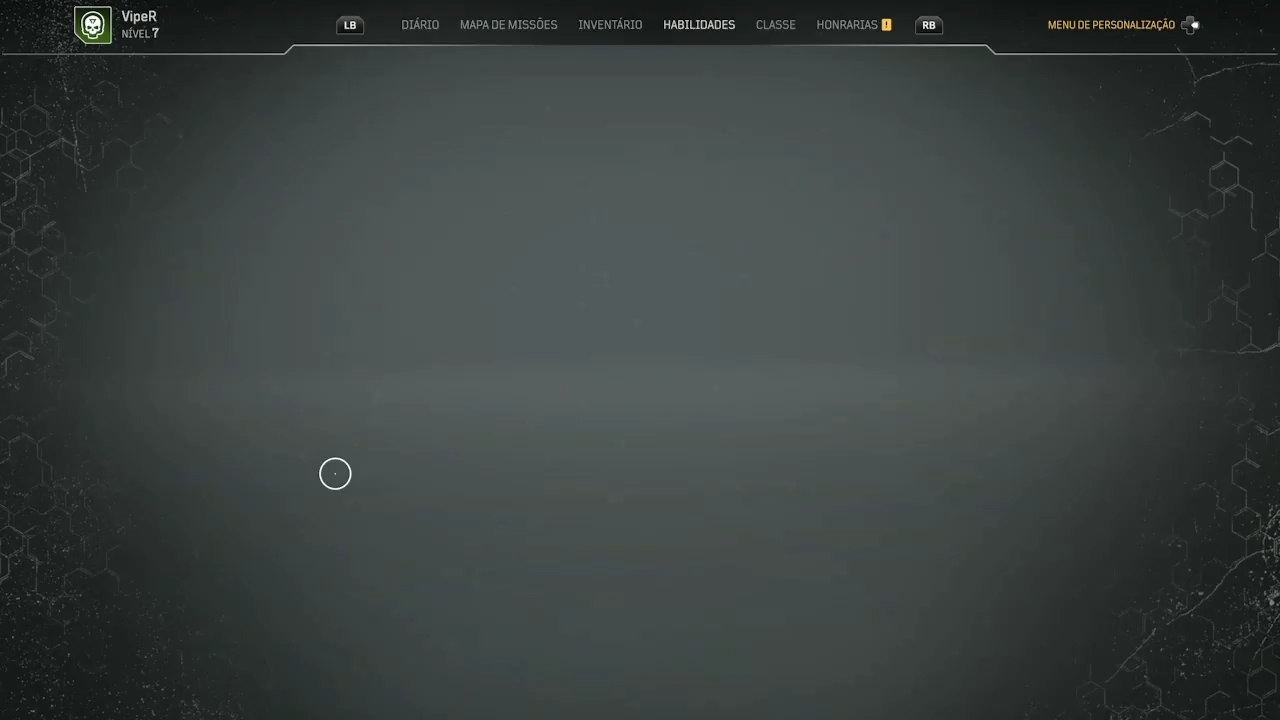 VipeR
NÍVEL 7
LB DIÁRIO MAPA DE MISSÕES INVENTÁRIO HABILIDADES CLASSE HONRARIAS ! RB
MENU DE PERSONALIZAÇÃO